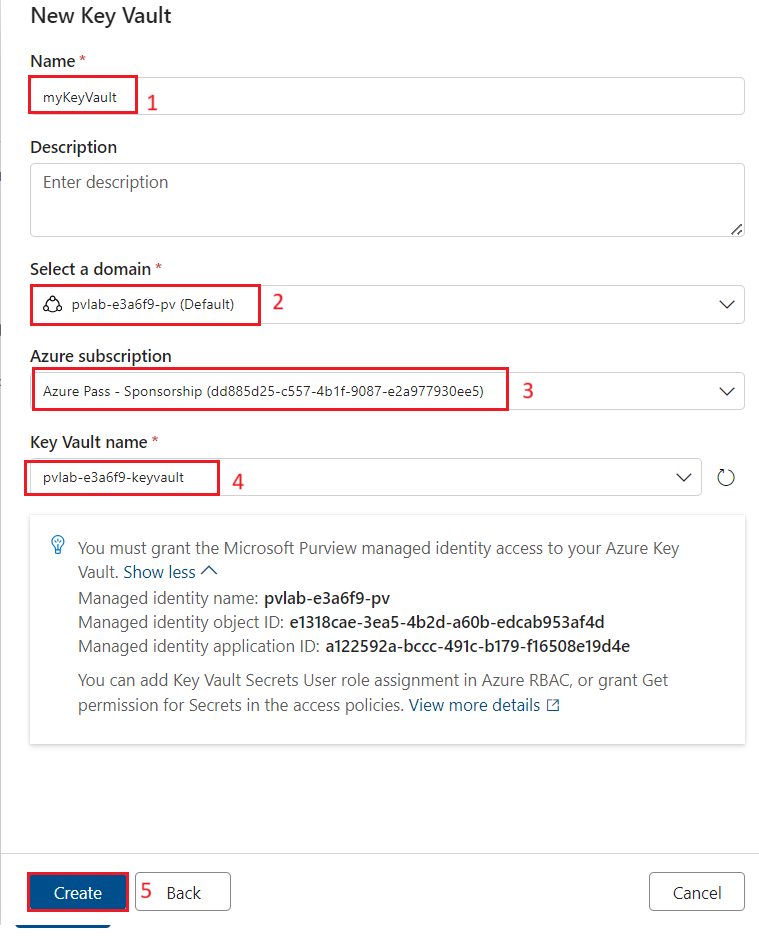 New Key Vault
Name *
myKeyVault 1
Description
Enter description
Select a domain *
pvlab-e3a6f9-pv (Default) 2
Azure subscription
Azure Pass - Sponsorship (dd885d25-c557-4b1f-9087-e2a977930ee5) 3
Key Vault name *
pvlab-e3a6f9-keyvault 4
You must grant the Microsoft Purview managed identity access to your Azure Key
Vault. Show less
Managed identity name: pvlab-e3a6f9-pv
Managed identity object ID: e1318cae-3ea5-4b2d-a60b-edcab953af4d
Managed identity application ID: a122592a-bccc-491c-b179-f16508e19d4e
You can add Key Vault Secrets User role assignment in Azure RBAC, or grant Get
permission for Secrets in the access policies. View more details
Create 5 Back Cancel